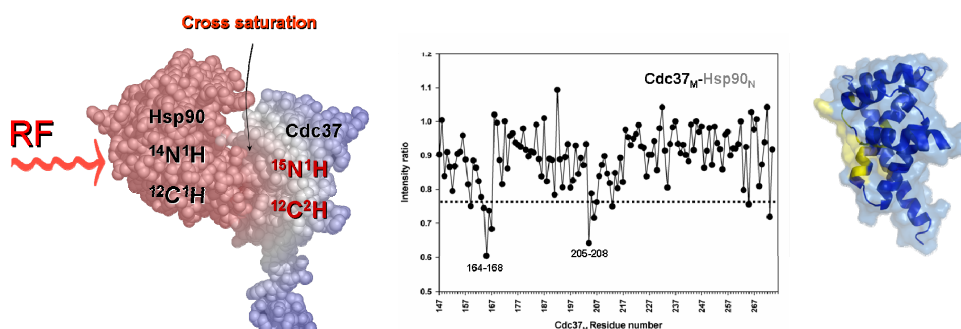 Cross saturation
RF
Hsp90
Cdc37
¹⁴N¹H
¹⁵N¹H
¹²C¹H
¹²C²H
Cdc37M-Hsp90N
Intensity ratio
1.2
1.1
1.0
0.9
0.8
0.7
0.6
0.5
164-168
205-208
147
157
167
177
187
197
207
217
227
237
247
257
267
Cdc37M Residue number